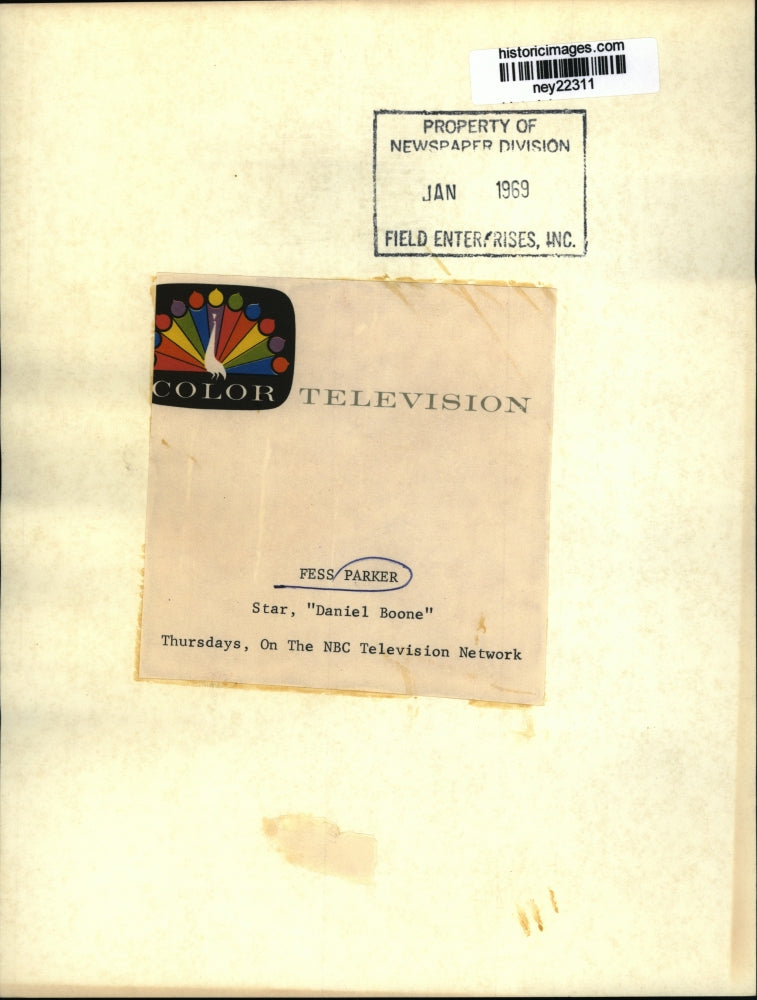 historicimages.com
ney22311
PROPERTY OF
NEWSPAPER DIVISION
JAN 1969
FIELD ENTERPRISES, INC.
COLOR TELEVISION
FESS PARKER
Star, "Daniel Boone"
Thursdays, On The NBC Television Network